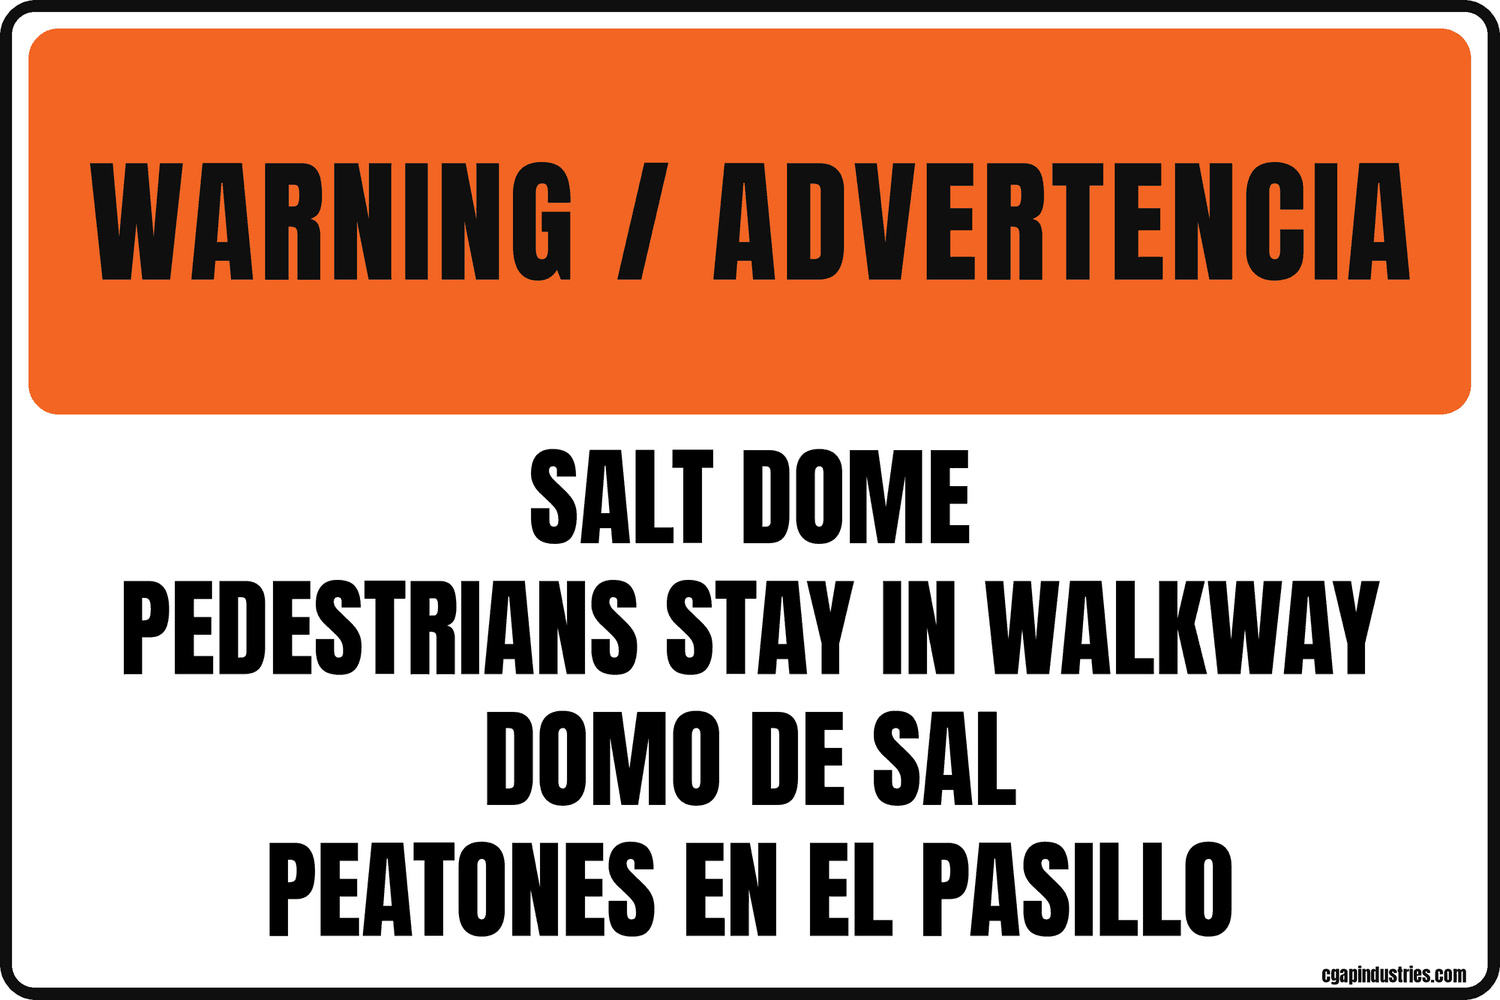 WARNING / ADVERTENCIA
SALT DOME
PEDESTRIANS STAY IN WALKWAY
DOMO DE SAL
PEATONES EN EL PASILLO
cgapindustries.com